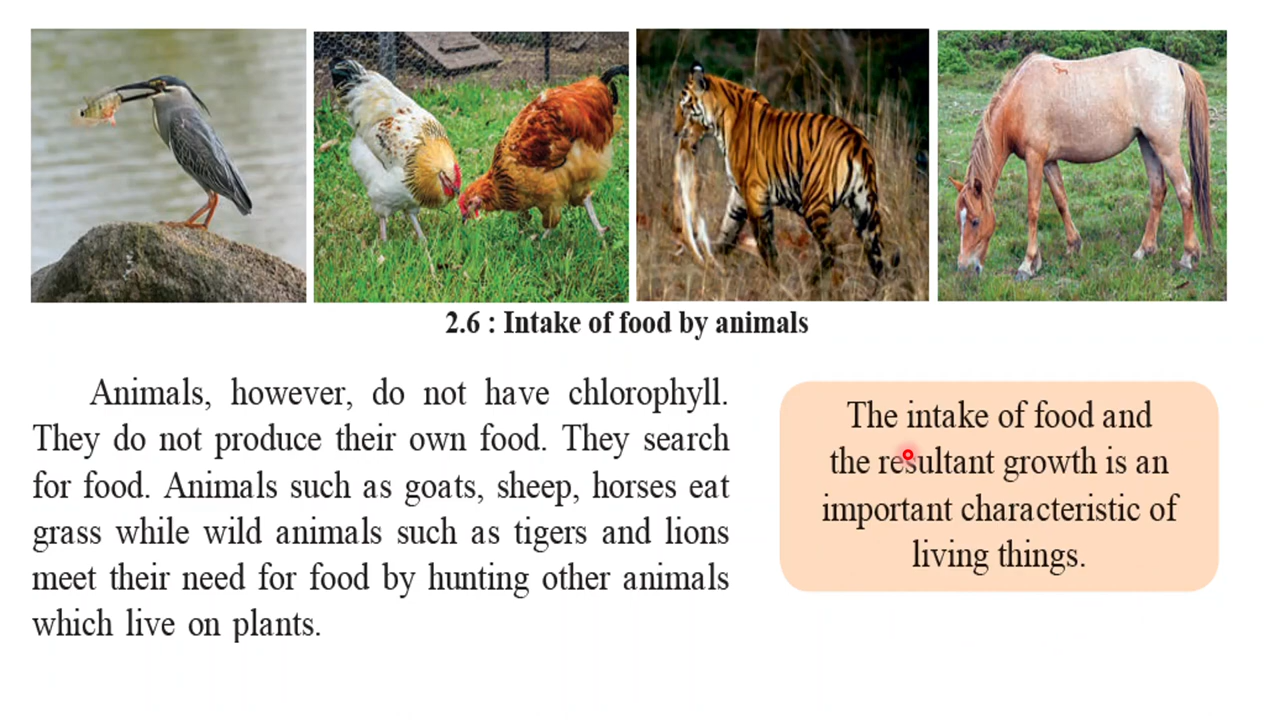 2.6 : Intake of food by animals
Animals, however, do not have chlorophyll.
They do not produce their own food. They search
for food. Animals such as goats, sheep, horses eat
grass while wild animals such as tigers and lions
meet their need for food by hunting other animals
which live on plants.
The intake of food and
the resultant growth is an
important characteristic of
living things.